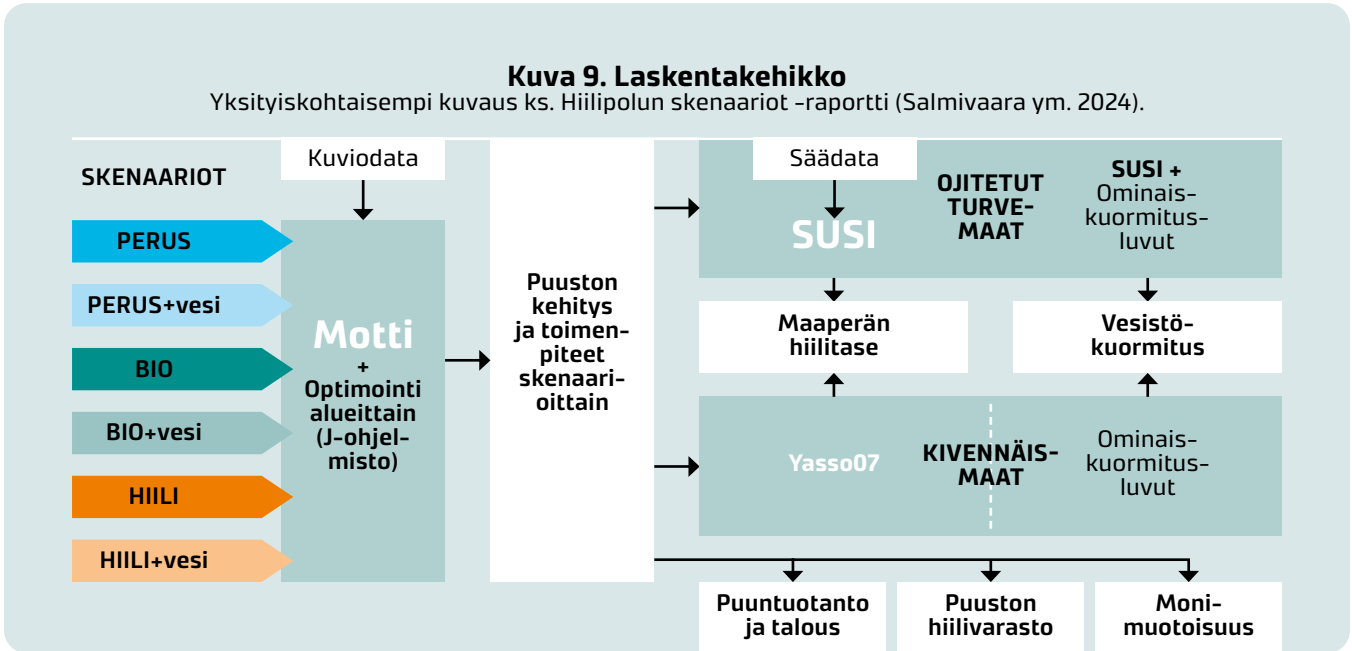 Kuva 9. Laskentakehikko
Yksityiskohtaisempi kuvaus ks. Hiilipolun skenaariot -raportti (Salmivaara ym. 2024).
SKENAARIOT
PERUS
PERUS+vesi
BIO
BIO+vesi
HIILI
HIILI+vesi
Kuviodata
Motti
+
Optimointi
alueittain
(J-ohjel-
misto)
Puuston
kehitys
ja toimen-
piteet
skenaari-
oittain
Säädata
SUSI
OJITETUT
TURVE-
MAAT
SUSI +
Ominais-
kuormitus-
luvut
Maaperän
hiilitase
Vesistö-
kuormitus
Yasso07
KIVENNÄIS-
MAAT
Ominais-
kuormitus-
luvut
Puuntuotanto
ja talous
Puuston
hiilivarasto
Moni-
muotoisuus